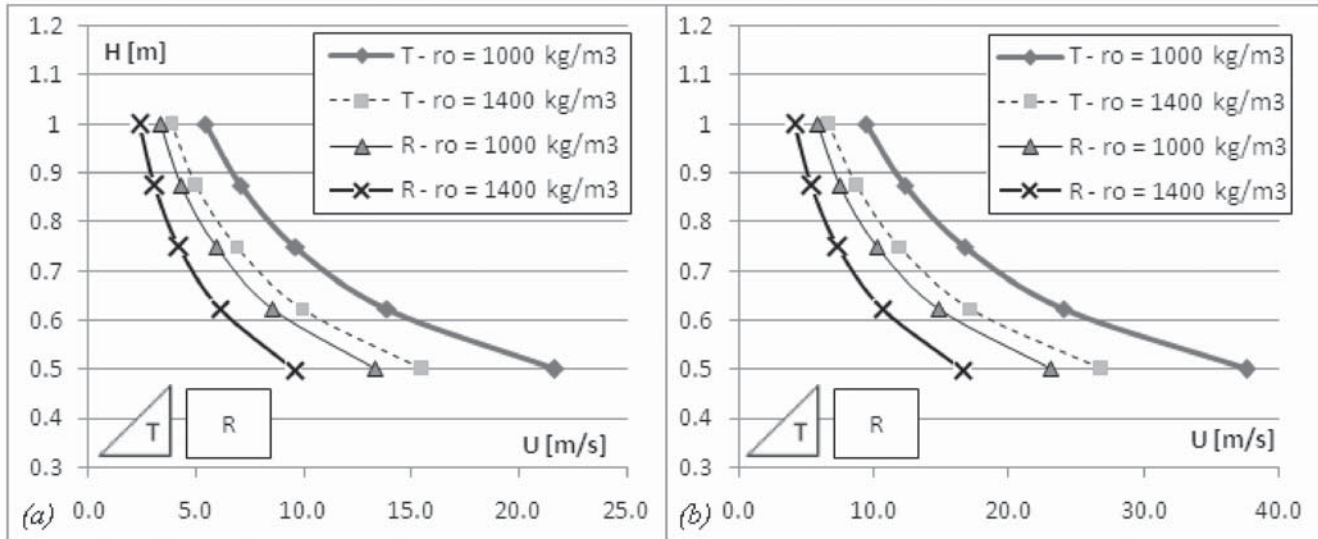 1.2
1.1
1
0.9
0.8
0.7
0.6
0.5
0.4
0.3
H [m]
T - ro = 1000 kg/m3
T - ro = 1400 kg/m3
R - ro = 1000 kg/m3
R - ro = 1400 kg/m3
T
R
U [m/s]
(a)
0.0 5.0 10.0 15.0 20.0 25.0
1.2
1.1
1
0.9
0.8
0.7
0.6
0.5
0.4
0.3
T - ro = 1000 kg/m3
T - ro = 1400 kg/m3
R - ro = 1000 kg/m3
R - ro = 1400 kg/m3
T
R
U [m/s]
(b)
0.0 10.0 20.0 30.0 40.0